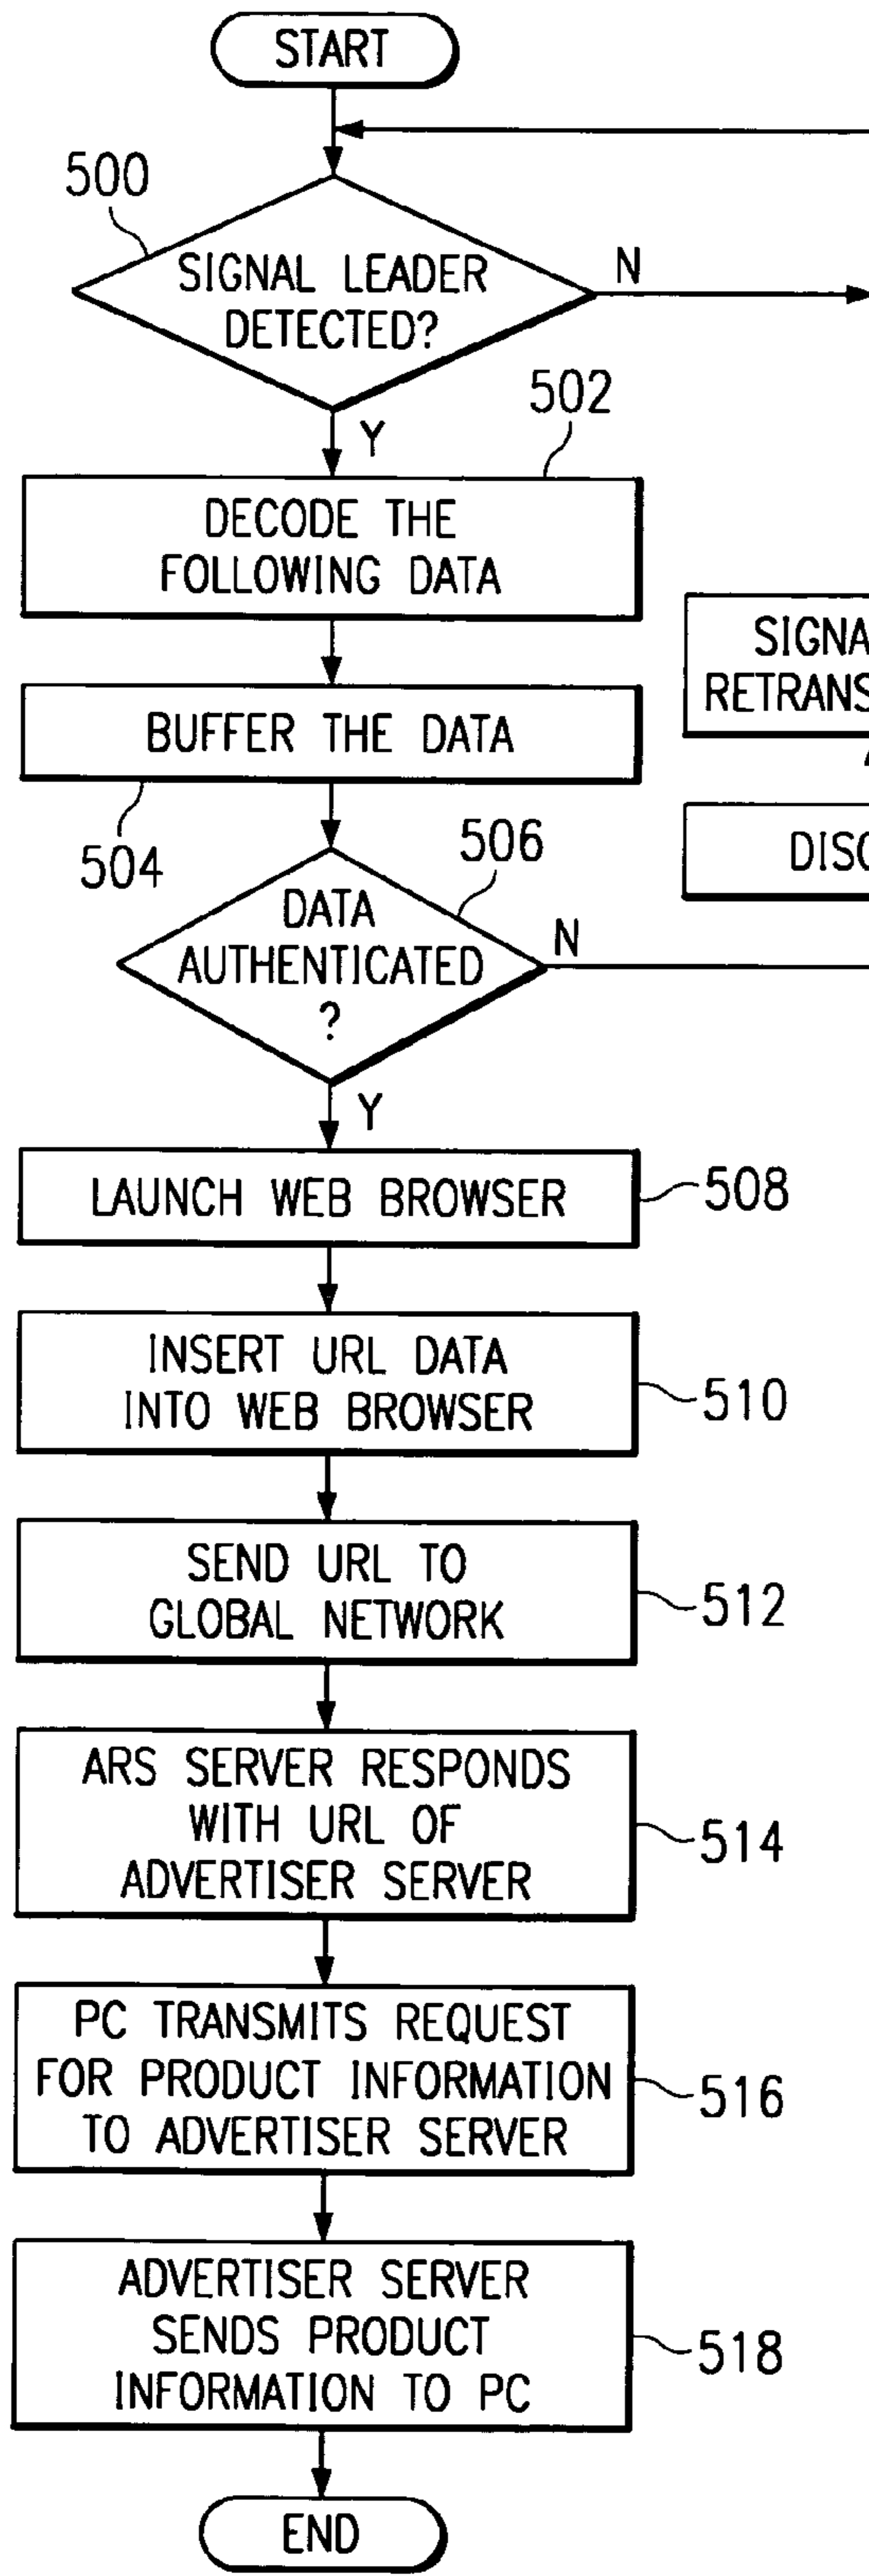 START
500
SIGNAL LEADER
DETECTED?
N
Y
502
DECODE THE
FOLLOWING DATA
BUFFER THE DATA
504
506
DATA
AUTHENTICATED
?
N
Y
LAUNCH WEB BROWSER
508
INSERT URL DATA
INTO WEB BROWSER
510
SEND URL TO
GLOBAL NETWORK
512
ARS SERVER RESPONDS
WITH URL OF
ADVERTISER SERVER
514
PC TRANSMITS REQUEST
FOR PRODUCT INFORMATION
TO ADVERTISER SERVER
516
ADVERTISER SERVER
SENDS PRODUCT
INFORMATION TO PC
518
END